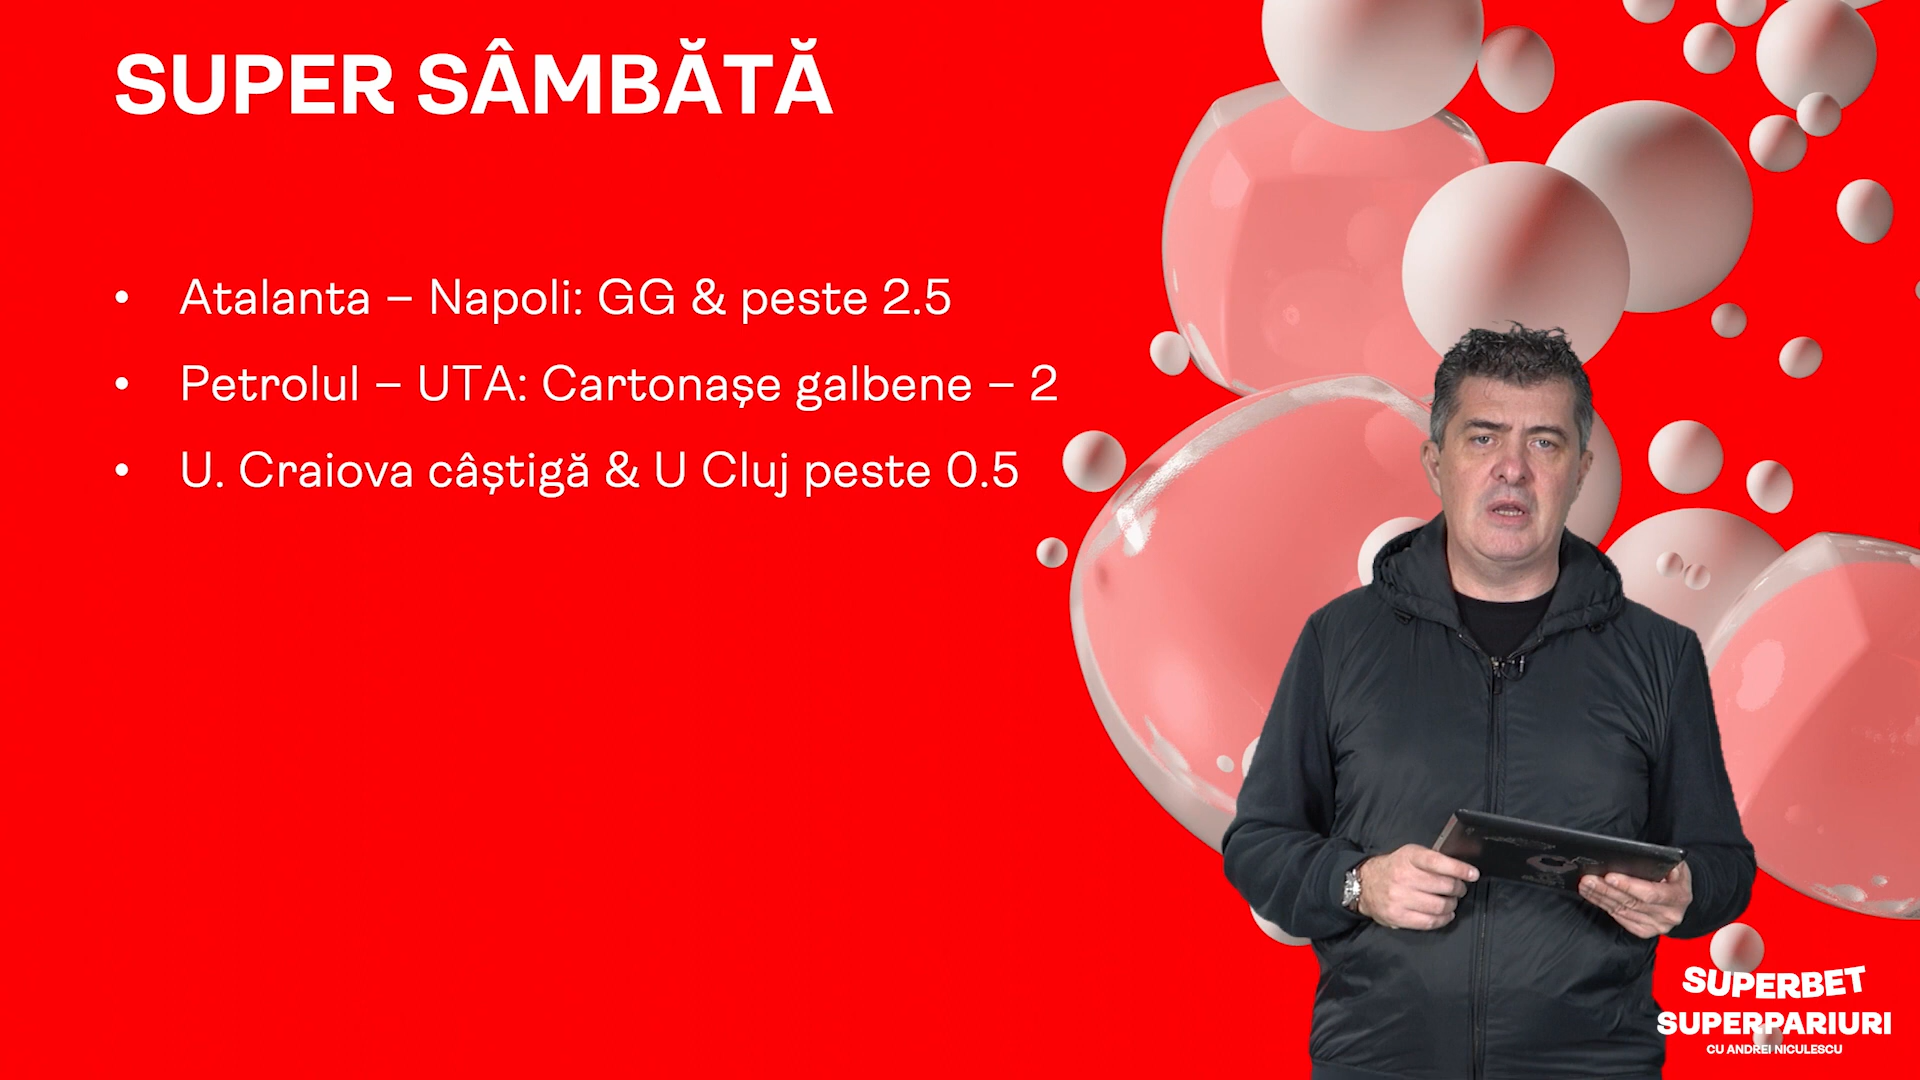 SUPER SÂMBĂTĂ
• Atalanta – Napoli: GG & peste 2.5
• Petrolul – UTA: Cartonașe galbene – 2
• U. Craiova câștigă & U Cluj peste 0.5
SUPERBET
SUPERPARIURI
CU ANDREI NICULESCU